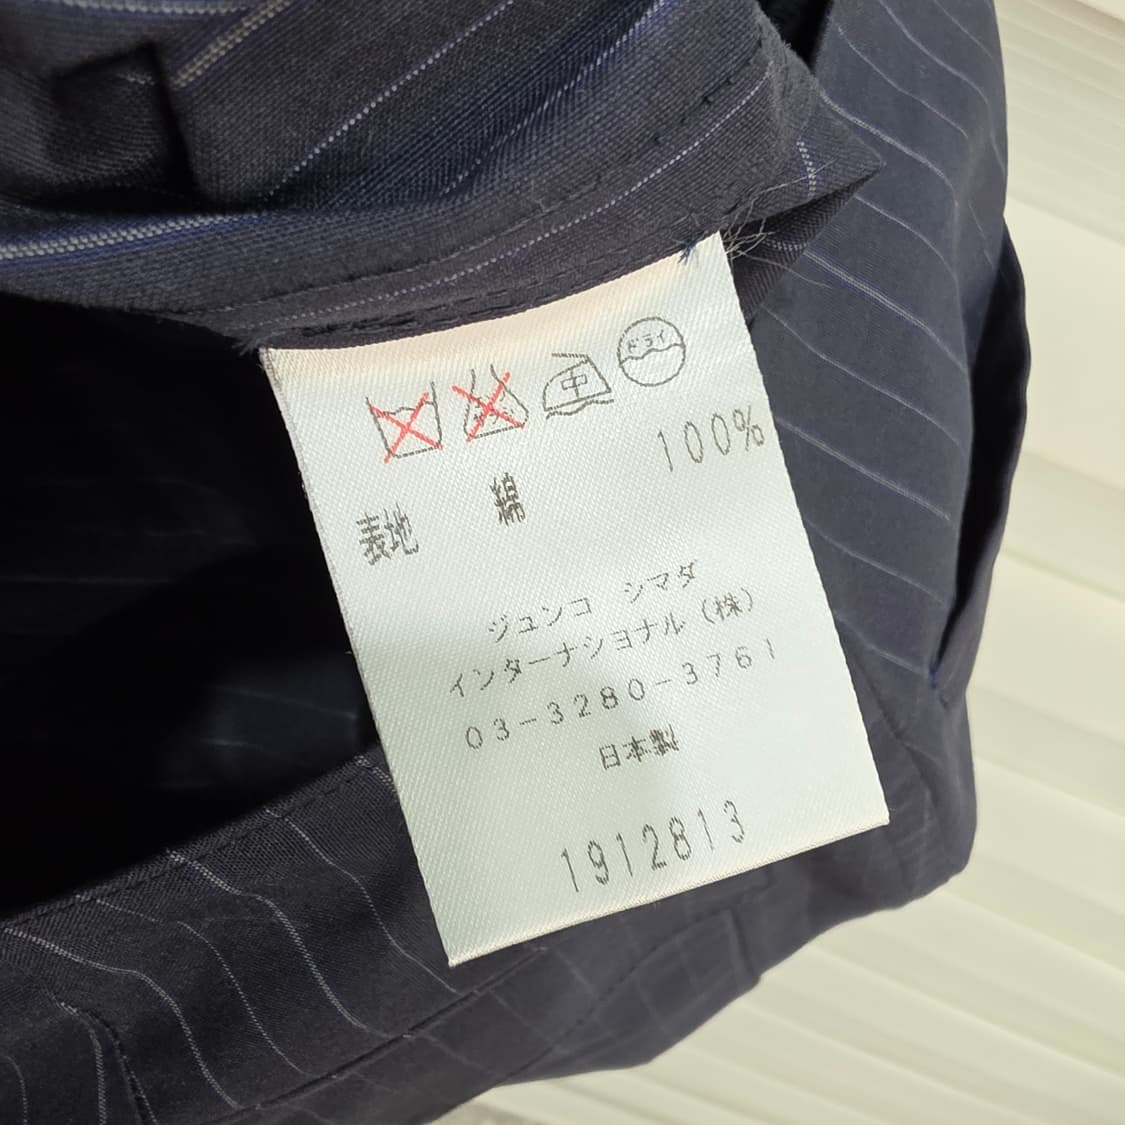 中 ドライ
表地 綿 100%
ジュンコ シマダ
インターナショナル(株)
03-3280-3761
日本製
1912813